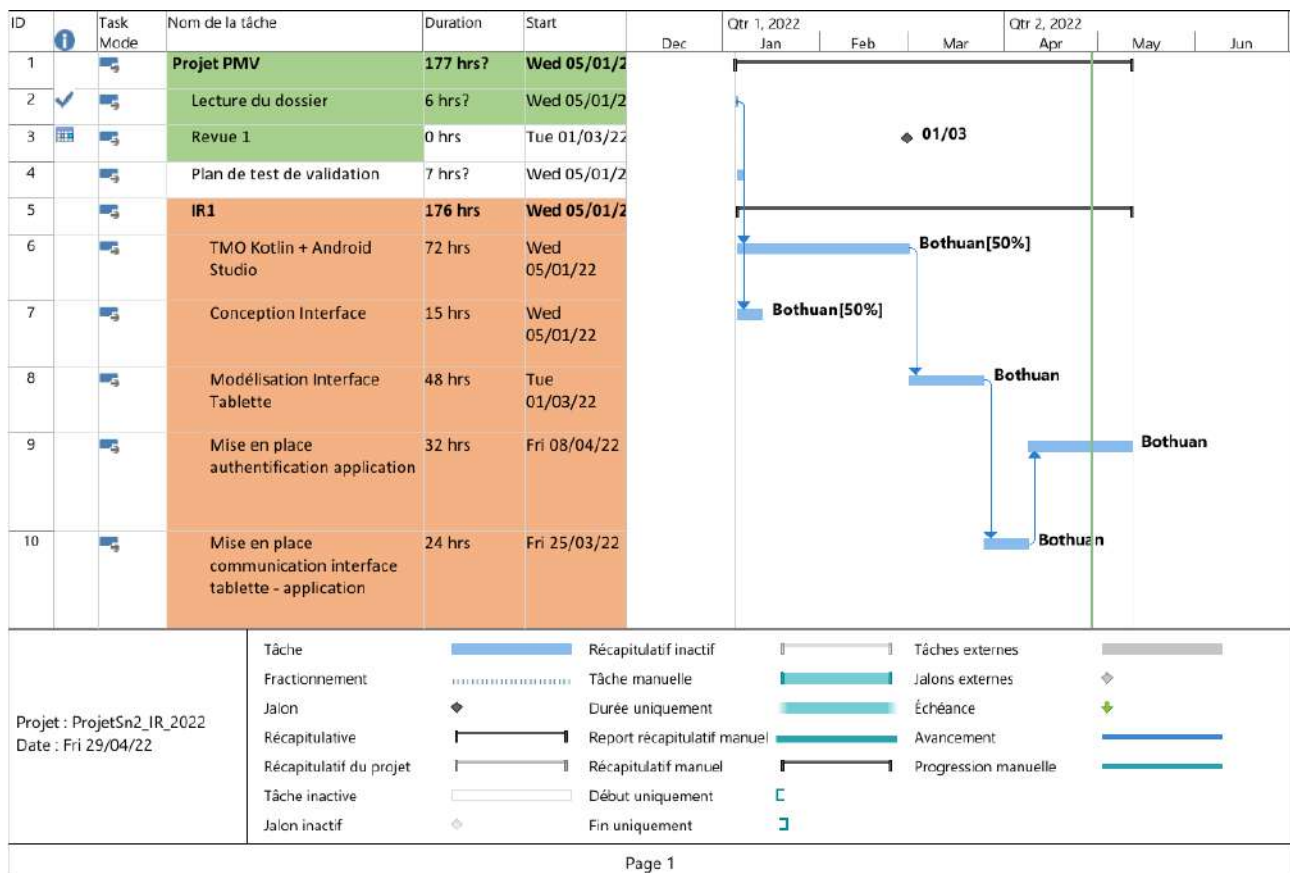 ID Task Mode Nom de la tâche Duration Start
Qtr 1, 2022 Qtr 2, 2022
Dec Jan Feb Mar Apr May Jun
1 Projet PMV 177 hrs? Wed 05/01/2
2 Lecture du dossier 6 hrs? Wed 05/01/2
3 Revue 1 0 hrs Tue 01/03/22 01/03
4 Plan de test de validation 7 hrs? Wed 05/01/2
5 IR1 176 hrs Wed 05/01/2
6 TMO Kotlin + Android 72 hrs Wed Bothuan[50%]
Studio 05/01/22
7 Conception Interface 15 hrs Wed Bothuan[50%]
05/01/22
8 Modélisation Interface 48 hrs Tue Bothuan
Tablette 01/03/22
9 Mise en place 32 hrs Fri 08/04/22 Bothuan
authentification application
10 Mise en place 24 hrs Fri 25/03/22 Bothuan
communication interface
tablette - application
Projet : ProjetSn2_IR_2022
Date : Fri 29/04/22
Tâche Récapitulatif inactif Tâches externes
Fractionnement Tâche manuelle Jalons externes
Jalon Durée uniquement Échéance
Récapitulative Report récapitulatif manuel Avancement
Récapitulatif du projet Récapitulatif manuel Progression manuelle
Tâche inactive Début uniquement
Jalon inactif Fin uniquement
Page 1